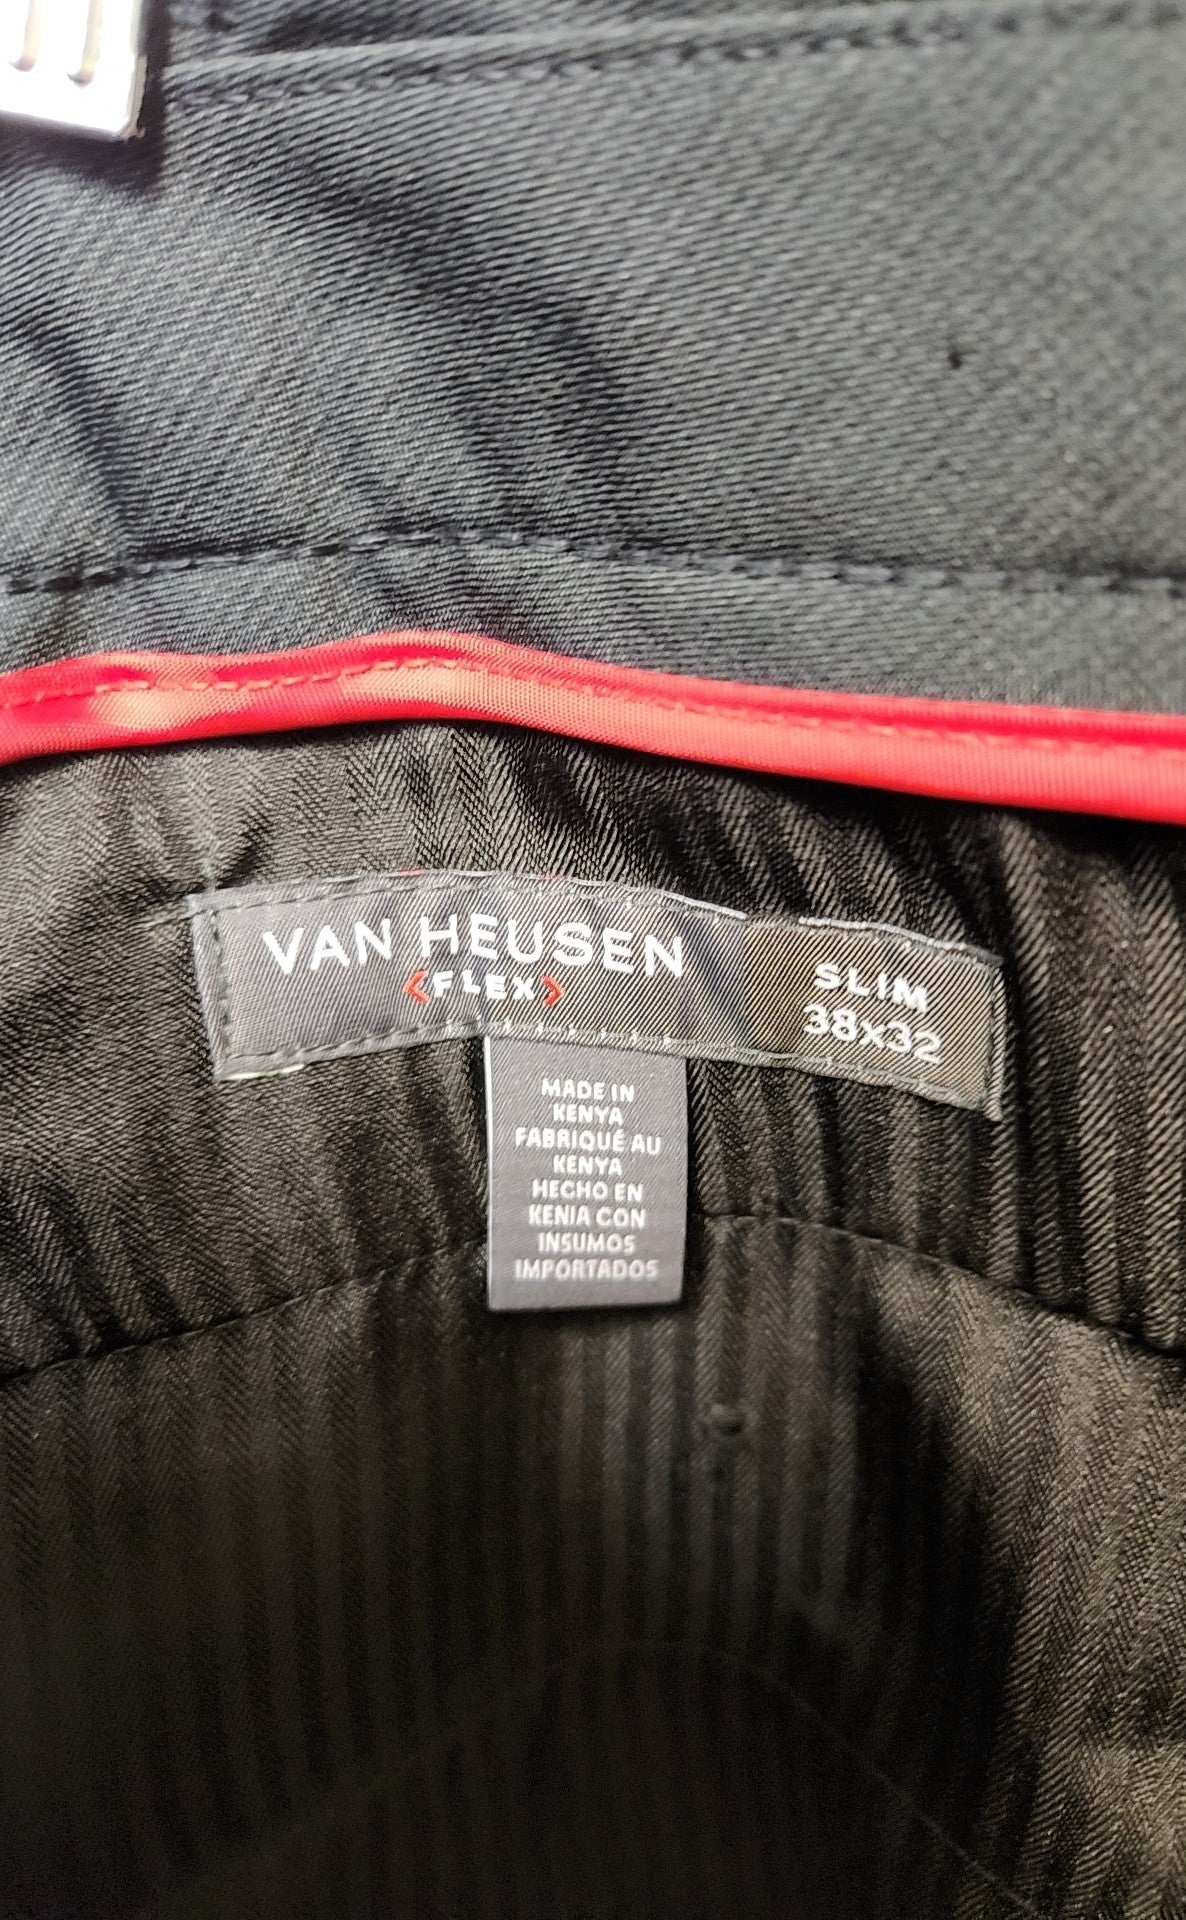 VAN HEUSEN
<FLEX>
SLIM
38x32
MADE IN
KENYA
FABRIQUÉ AU
KENYA
HECHO EN
KENIA CON
INSUMOS
IMPORTADOS